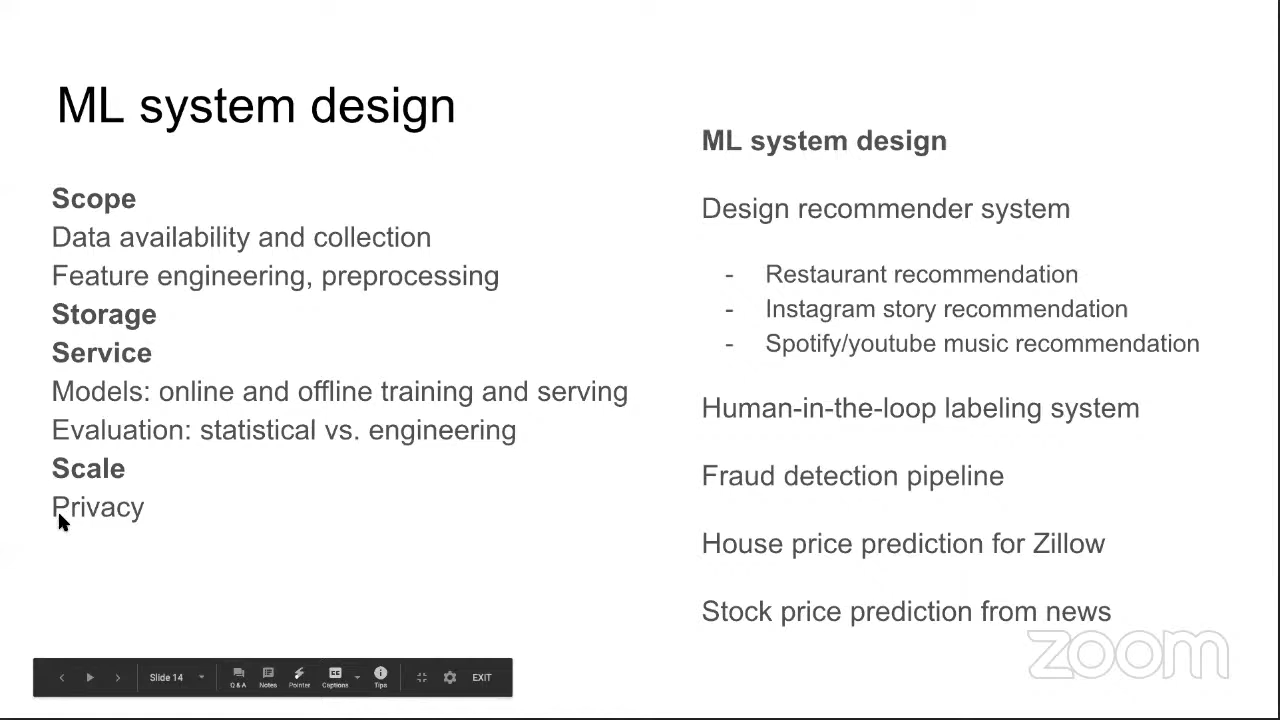 ML system design
Scope
Data availability and collection
Feature engineering, preprocessing
Storage
Service
Models: online and offline training and serving
Evaluation: statistical vs. engineering
Scale
Privacy
ML system design
Design recommender system
- Restaurant recommendation
- Instagram story recommendation
- Spotify/youtube music recommendation
Human-in-the-loop labeling system
Fraud detection pipeline
House price prediction for Zillow
Stock price prediction from news
zoom
Slide 14
Q & A
Notes
Pointer
CC
Captions
Tips
EXIT